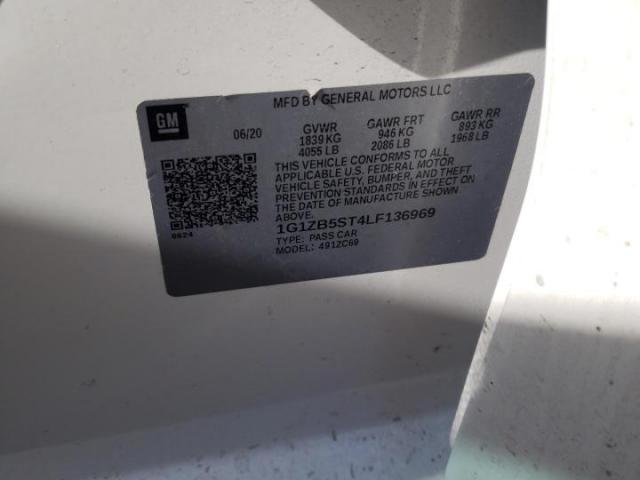 MFD BY GENERAL MOTORS LLC
GM
06/20 GVWR GAWR FRT GAWR RR
1839 KG 946 KG 893 KG
4055 LB 2086 LB 1968 LB
THIS VEHICLE CONFORMS TO ALL
APPLICABLE U.S. FEDERAL MOTOR
VEHICLE SAFETY, BUMPER, AND THEFT
PREVENTION STANDARDS IN EFFECT ON
THE DATE OF MANUFACTURE SHOWN
ABOVE.
0624
1G1ZB5ST4LF136969
TYPE: PASS CAR
MODEL: 491ZC69